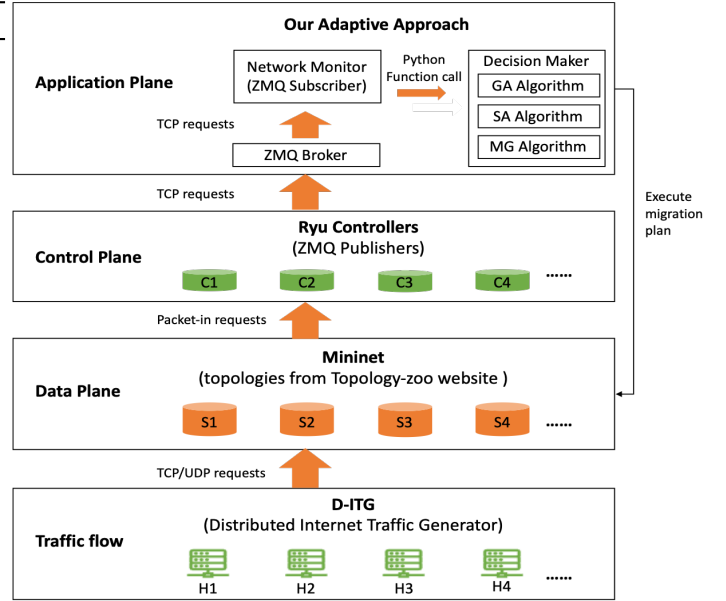 Our Adaptive Approach
Application Plane
Network Monitor
(ZMQ Subscriber)
Python
Function call
Decision Maker
GA Algorithm
SA Algorithm
MG Algorithm
TCP requests
ZMQ Broker
TCP requests
Execute
migration
plan
Ryu Controllers
(ZMQ Publishers)
Control Plane
C1 C2 C3 C4 ......
Packet-in requests
Mininet
(topologies from Topology-zoo website )
Data Plane
S1 S2 S3 S4 ......
TCP/UDP requests
D-ITG
(Distributed Internet Traffic Generator)
Traffic flow
H1 H2 H3 H4 ......